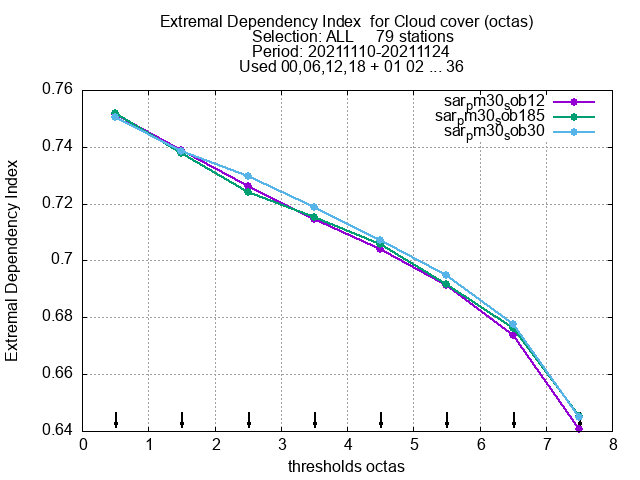 Extremal Dependency Index  for Cloud cover (octas)
Selection: ALL     79 stations
Period: 20211110-20211124
Used 00,06,12,18 + 01 02 ... 36
sarpm30sob12
sarpm30sob185
sarpm30sob30
0.76
0.74
0.72
0.7
0.68
0.66
0.64
Extremal Dependency Index
0 1 2 3 4 5 6 7 8
thresholds octas